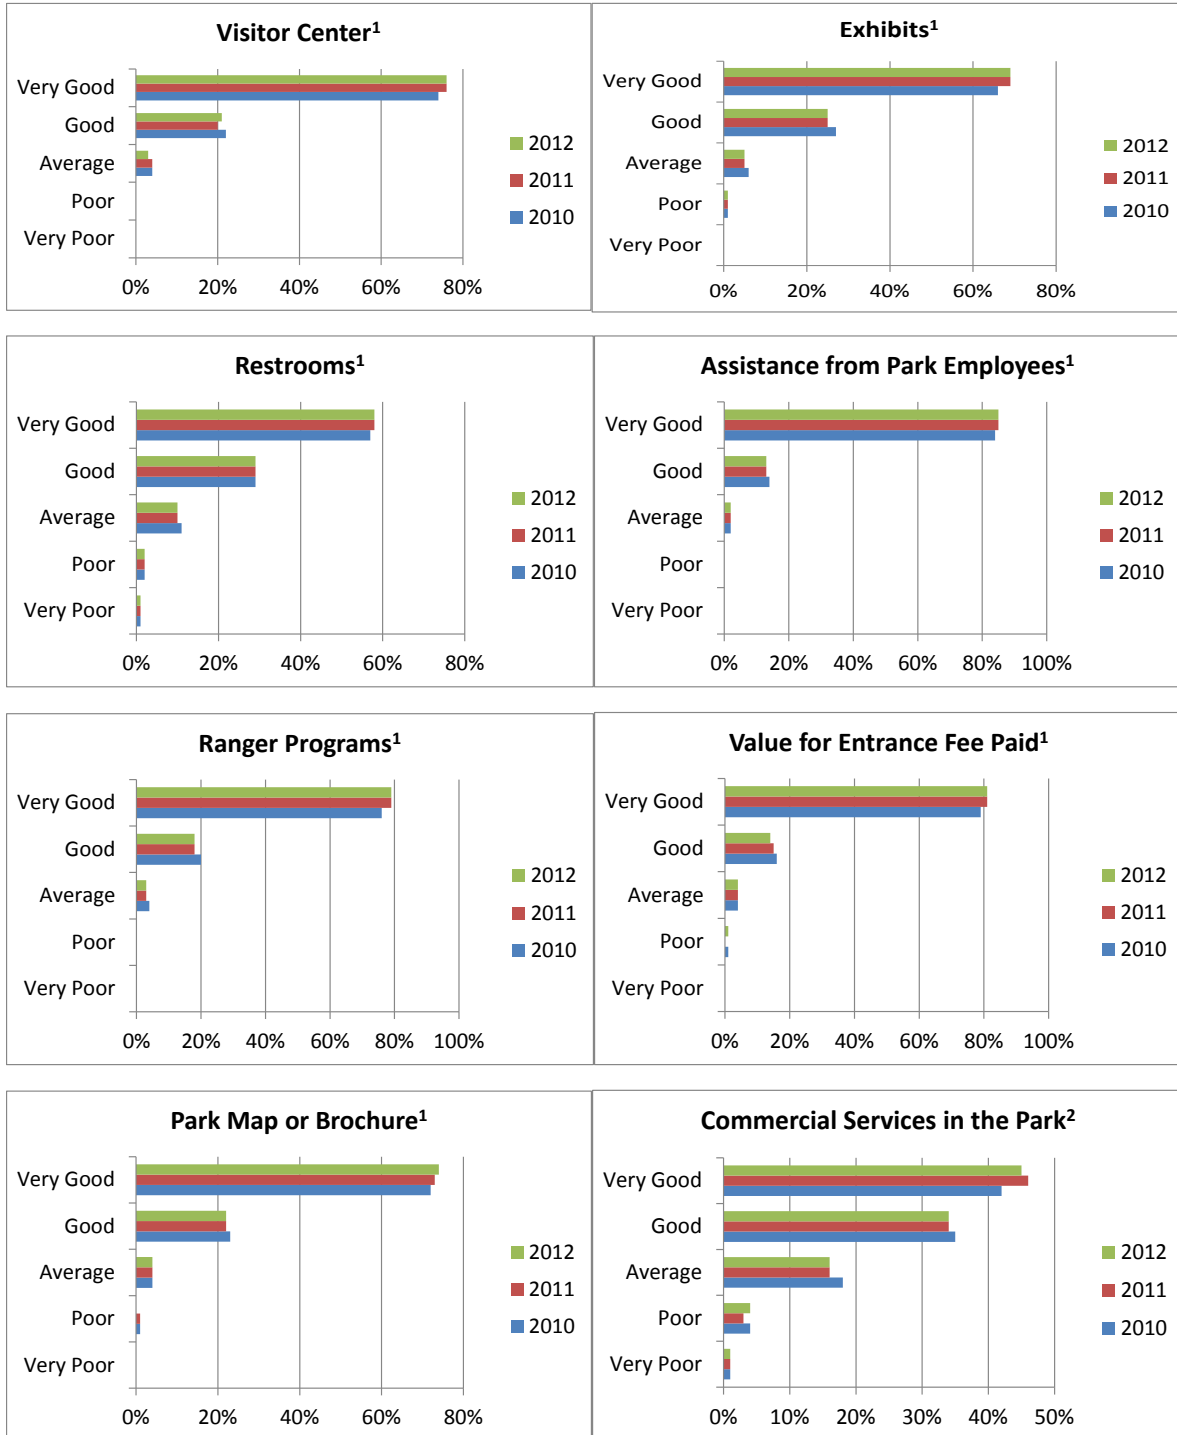 Visitor Center¹
Very Good
Good
Average
Poor
Very Poor
2012
2011
2010
0% 20% 40% 60% 80%
Exhibits¹
Very Good
Good
Average
Poor
Very Poor
2012
2011
2010
0% 20% 40% 60% 80%
Restrooms¹
Very Good
Good
Average
Poor
Very Poor
2012
2011
2010
0% 20% 40% 60% 80%
Assistance from Park Employees¹
Very Good
Good
Average
Poor
Very Poor
2012
2011
2010
0% 20% 40% 60% 80% 100%
Ranger Programs¹
Very Good
Good
Average
Poor
Very Poor
2012
2011
2010
0% 20% 40% 60% 80% 100%
Value for Entrance Fee Paid¹
Very Good
Good
Average
Poor
Very Poor
2012
2011
2010
0% 20% 40% 60% 80% 100%
Park Map or Brochure¹
Very Good
Good
Average
Poor
Very Poor
2012
2011
2010
0% 20% 40% 60% 80%
Commercial Services in the Park²
Very Good
Good
Average
Poor
Very Poor
2012
2011
2010
0% 10% 20% 30% 40% 50%